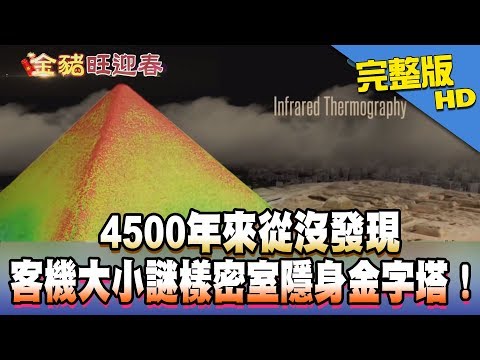 金豬旺迎春
完整版
HD
Infrared Thermography
4500年來從沒發現
客機大小謎樣密室隱身金字塔！